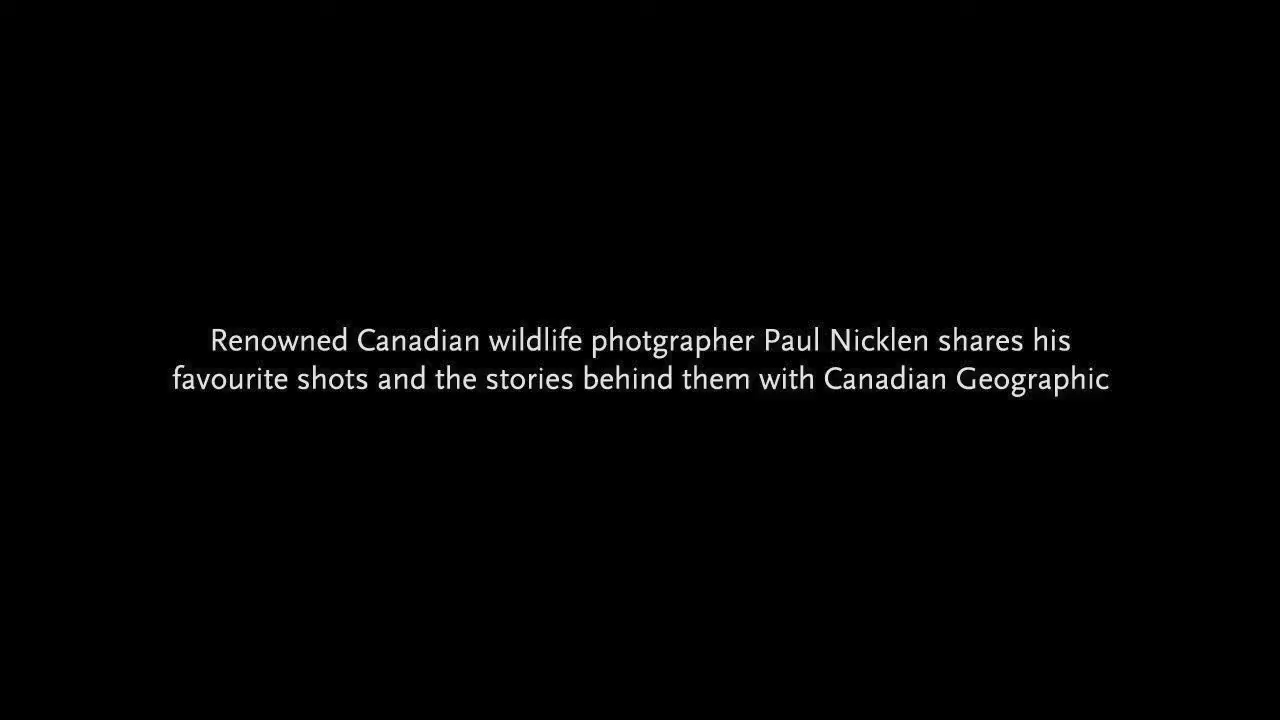 Renowned Canadian wildlife photgrapher Paul Nicklen shares his
favourite shots and the stories behind them with Canadian Geographic